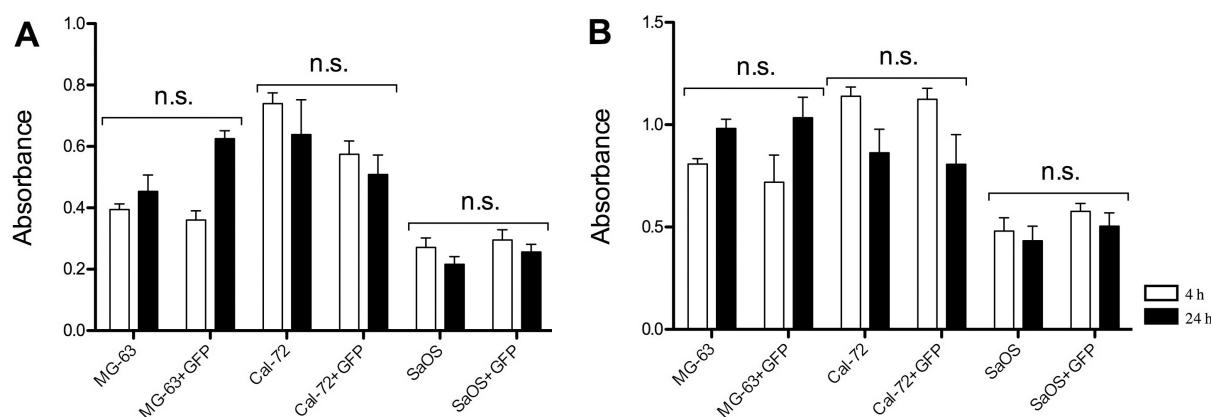 A
Absorbance
1.0
0.8
0.6
0.4
0.2
0.0
n.s.
n.s.
n.s.
MG-63
MG-63+GFP
Cal-72
Cal-72+GFP
SaOS
SaOS+GFP
B
Absorbance
1.5
1.0
0.5
0.0
n.s.
n.s.
n.s.
MG-63
MG-63+GFP
Cal-72
Cal-72+GFP
SaOS
SaOS+GFP
4 h
24 h